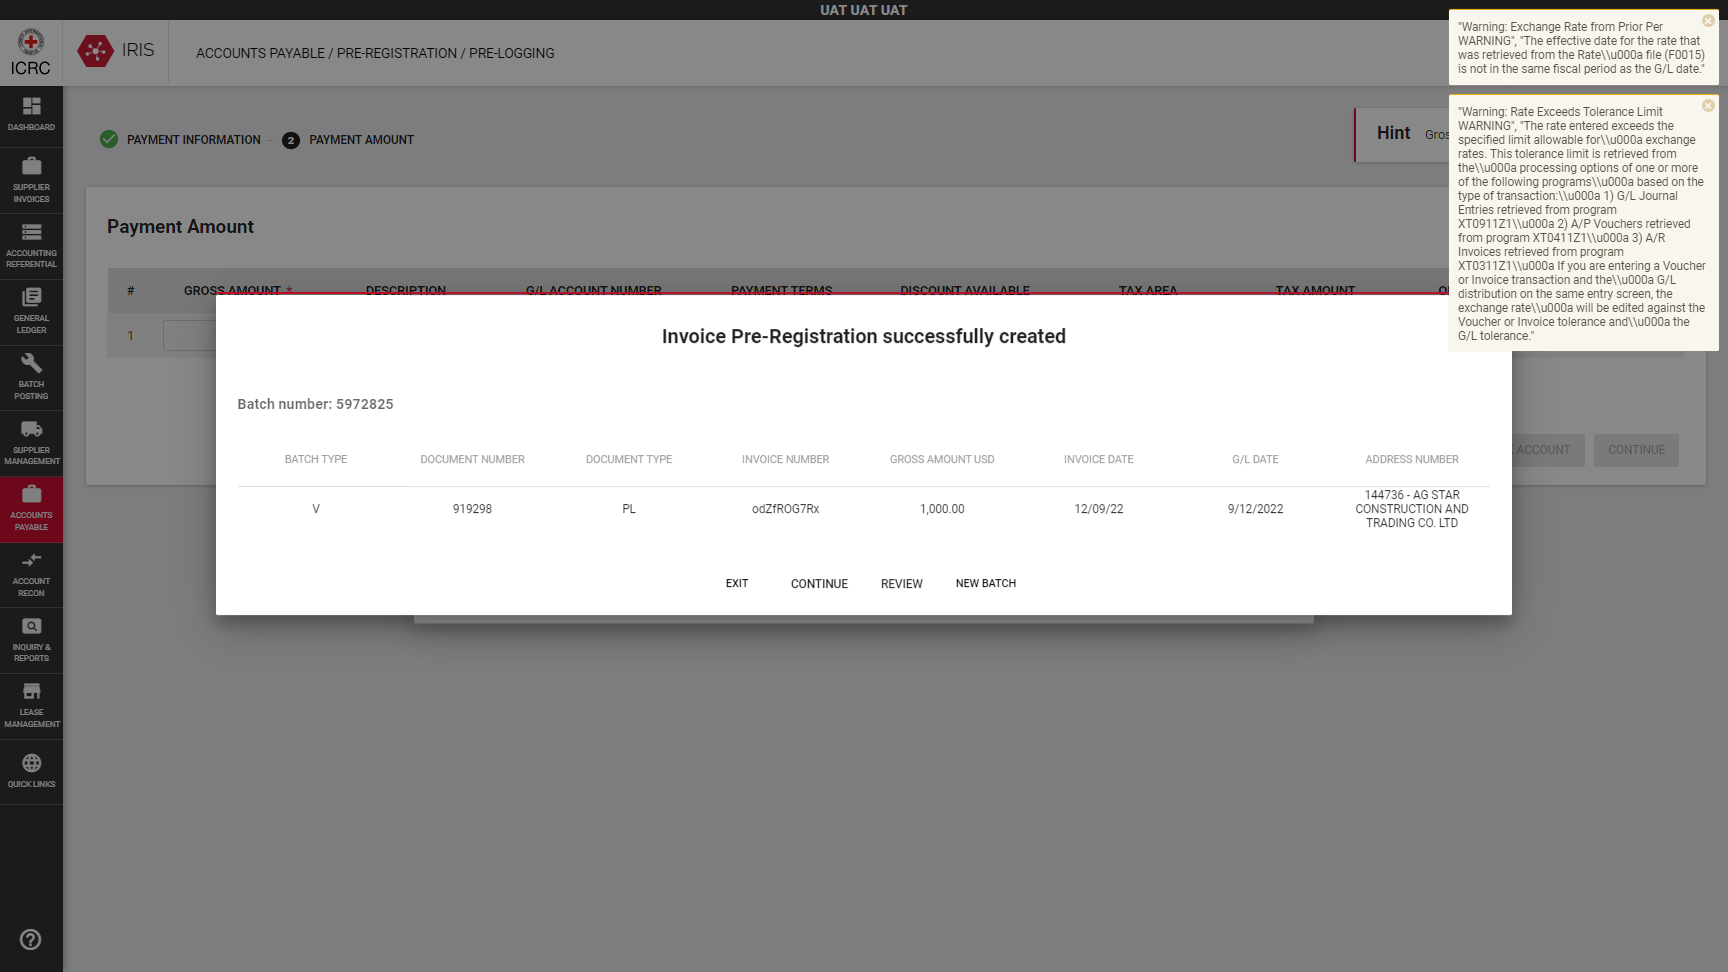 UAT UAT UAT
ICRC
IRIS
ACCOUNTS PAYABLE / PRE-REGISTRATION / PRE-LOGGING
"Warning: Exchange Rate from Prior Per
WARNING", "The effective date for the rate that
was retrieved from the Rate\\u000a file (F0015)
is not in the same fiscal period as the G/L date."
"Warning: Rate Exceeds Tolerance Limit
WARNING", "The rate entered exceeds the
specified limit allowable for\\u000a exchange
rates. This tolerance limit is retrieved from
the\\u000a processing options of one or more
of the following programs\\u000a based on the
type of transaction:\\u000a 1) G/L Journal
Entries retrieved from program
XT0911Z1\\u000a 2) A/P Vouchers retrieved
from program XT0411Z1\\u000a 3) A/R
Invoices retrieved from program
XT0311Z1\\u000a If you are entering a Voucher
or Invoice transaction and the\\u000a G/L
distribution on the same entry screen, the
exchange rate\\u000a will be edited against the
Voucher or Invoice tolerance and\\u000a the
G/L tolerance."
DASHBOARD
SUPPLIER
INVOICES
ACCOUNTING
REFERENTIAL
GENERAL
LEDGER
BATCH
POSTING
SUPPLIER
MANAGEMENT
ACCOUNTS
PAYABLE
ACCOUNT
RECON
INQUIRY &
REPORTS
LEASE
MANAGEMENT
QUICK LINKS
PAYMENT INFORMATION
2 PAYMENT AMOUNT
Hint Gros
Payment Amount
# GROSS AMOUNT * DESCRIPTION G/L ACCOUNT NUMBER PAYMENT TERMS DISCOUNT AVAILABLE TAX AREA TAX AMOUNT
1
ACCOUNT CONTINUE
Invoice Pre-Registration successfully created
Batch number: 5972825
BATCH TYPE DOCUMENT NUMBER DOCUMENT TYPE INVOICE NUMBER GROSS AMOUNT USD INVOICE DATE G/L DATE ADDRESS NUMBER
V 919298 PL odZfROG7Rx 1,000.00 12/09/22 9/12/2022 144736 - AG STAR
CONSTRUCTION AND
TRADING CO. LTD
EXIT CONTINUE REVIEW NEW BATCH